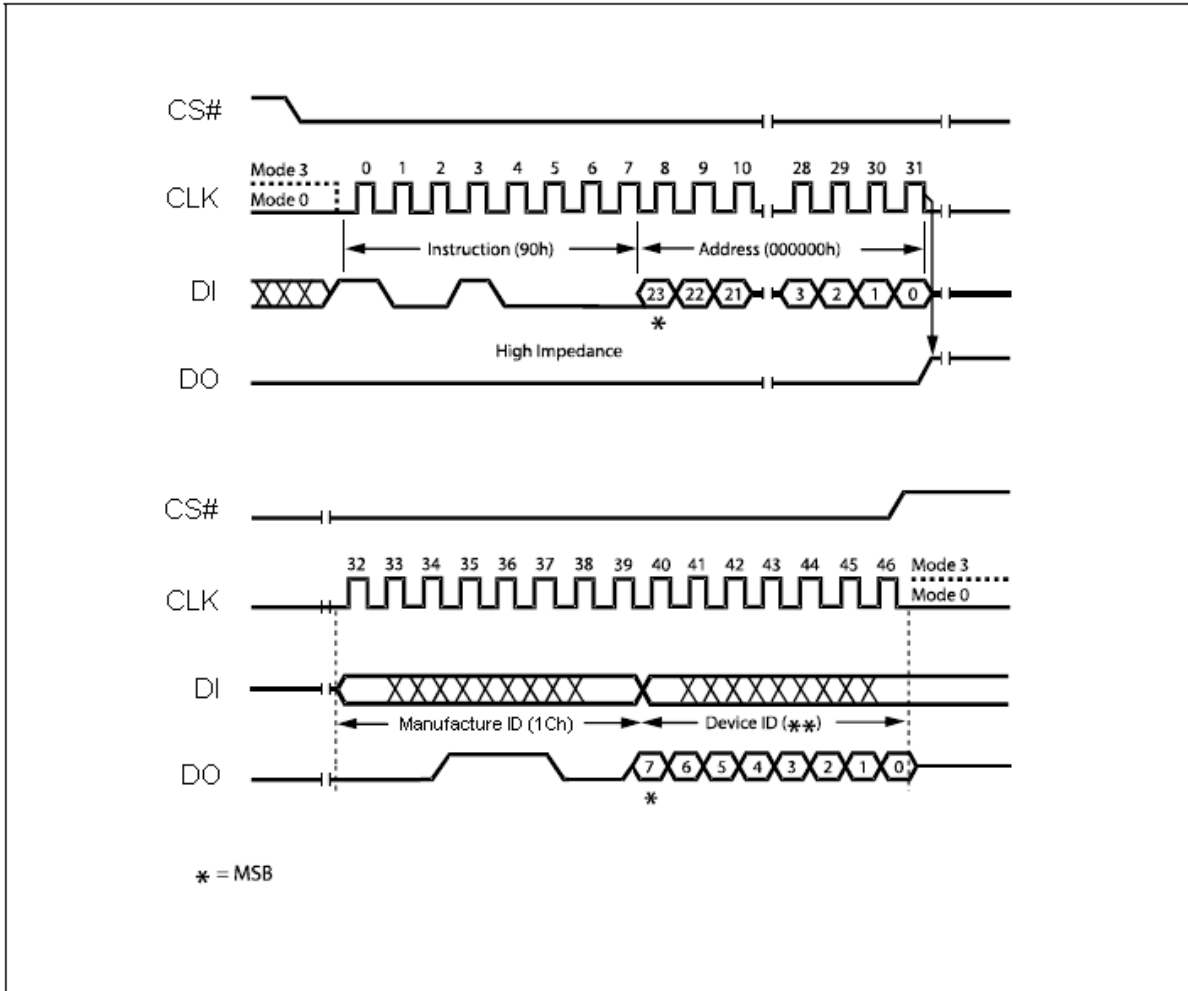 CS#
Mode 3 0 1 2 3 4 5 6 7 8 9 10 28 29 30 31
CLK
Mode 0
Instruction (90h) Address (000000h)
DI 23 22 21 3 2 1 0
*
High Impedance
DO
CS#
32 33 34 35 36 37 38 39 40 41 42 43 44 45 46 Mode 3
CLK Mode 0
DI
Manufacture ID (1Ch) Device ID (**)
DO 7 6 5 4 3 2 1 0
*
* = MSB